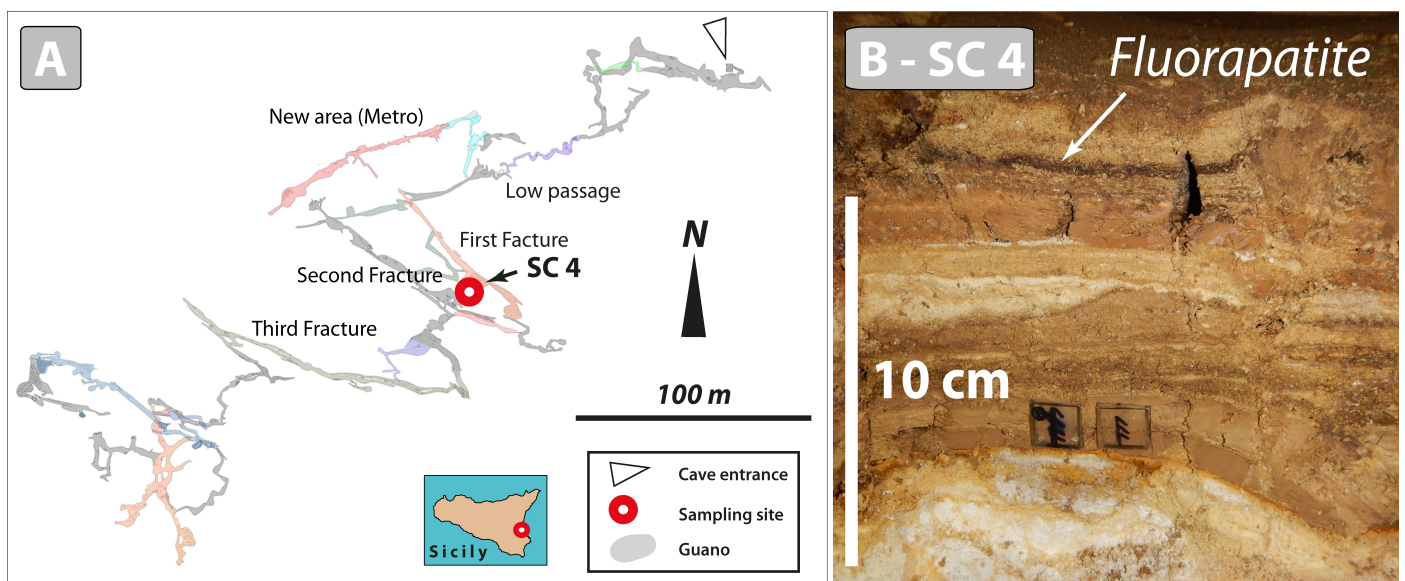 A
New area (Metro)
Low passage
First Facture
SC 4
Second Fracture
Third Fracture
N
100 m
Cave entrance
Sampling site
Guano
Sicily
B - SC 4
Fluorapatite
10 cm